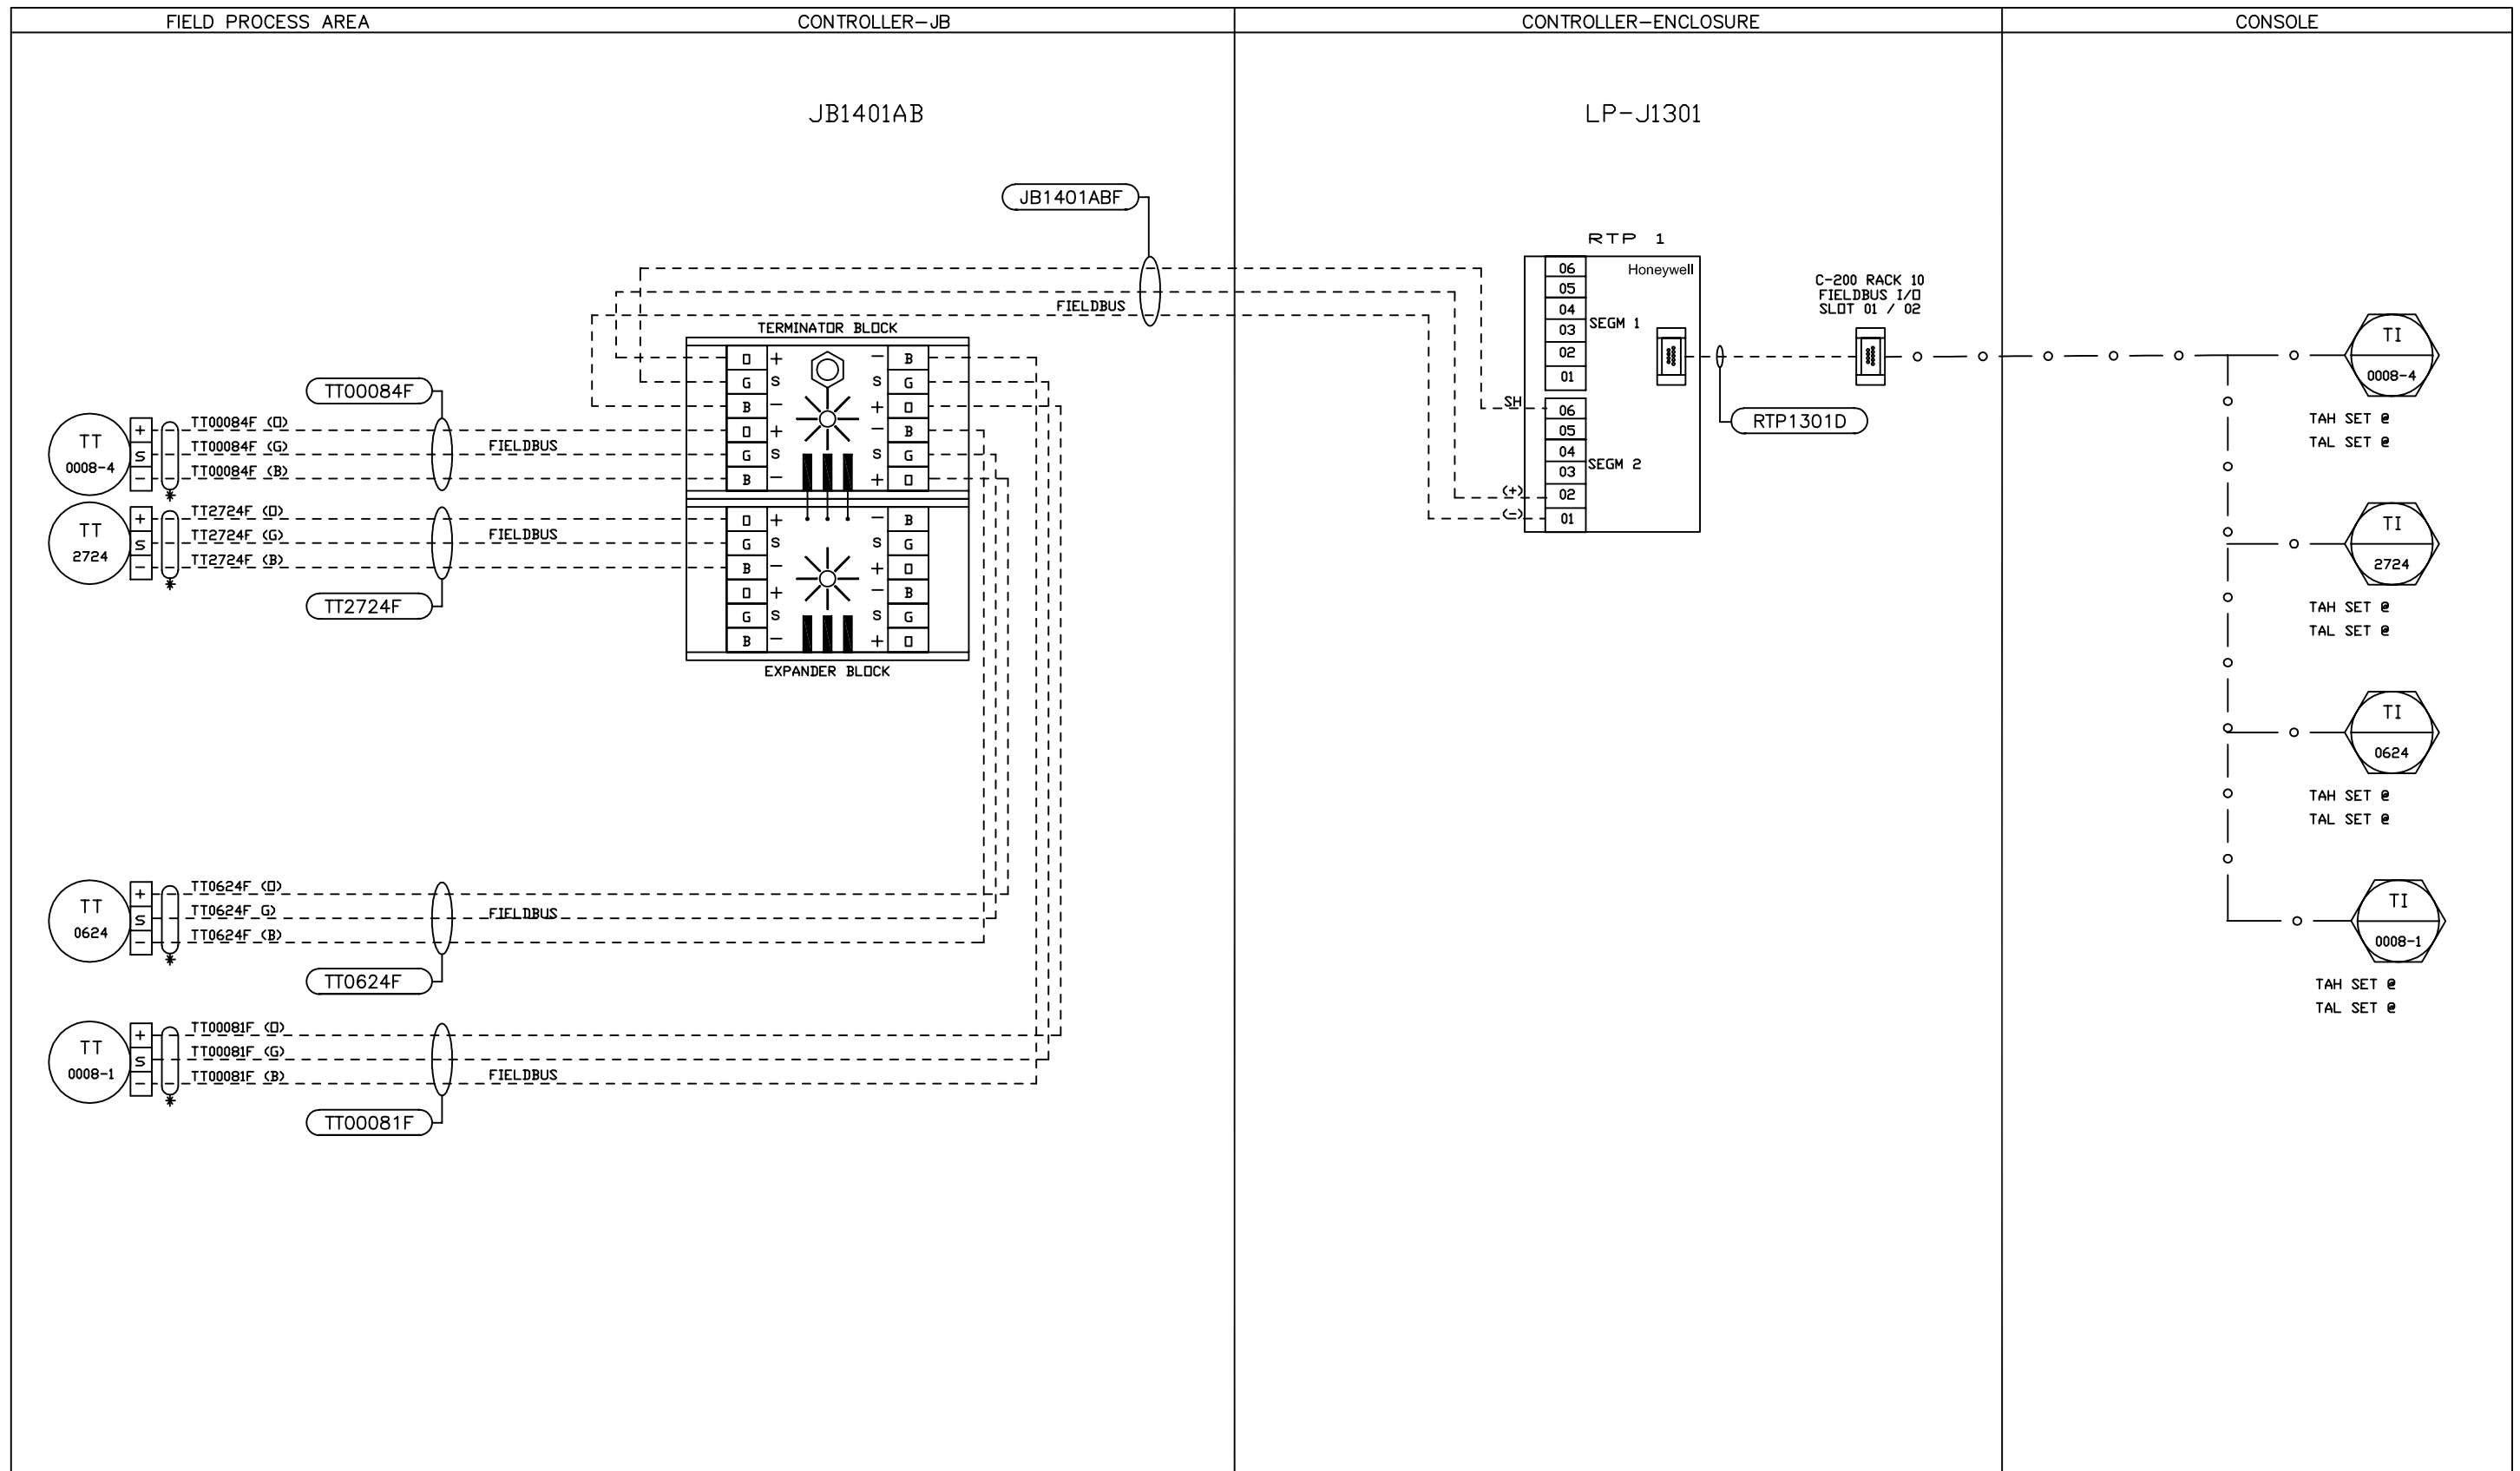 FIELD PROCESS AREA
CONTROLLER-JB
CONTROLLER-ENCLOSURE
CONSOLE
JB1401AB
LP-J1301
JB1401ABF
FIELDBUS
TERMINATOR BLOCK
O + - B
G S S G
B - + O
O + - B
G S S G
B - + O
O + - B
G S S G
B - + O
O + - B
G S S G
B - + O
EXPANDER BLOCK
TT00084F
TT
0008-4
+
S
-
TT00084F (O)
TT00084F (G)
TT00084F (B)
FIELDBUS
*
TT
2724
+
S
-
TT2724F (O)
TT2724F (G)
TT2724F (B)
FIELDBUS
*
TT2724F
TT
0624
+
S
-
TT0624F (O)
TT0624F G)
TT0624F (B)
FIELDBUS
*
TT0624F
TT
0008-1
+
S
-
TT00081F (O)
TT00081F (G)
TT00081F (B)
FIELDBUS
*
TT00081F
RTP 1
Honeywell
06
05
04
03
02
01
SEGM 1
SH
06
05
04
03
02
01
SEGM 2
(+)
(-)
C-200 RACK 10
FIELDBUS I/O
SLOT 01 / 02
RTP1301D
TI
0008-4
TAH SET @
TAL SET @
TI
2724
TAH SET @
TAL SET @
TI
0624
TAH SET @
TAL SET @
TI
0008-1
TAH SET @
TAL SET @